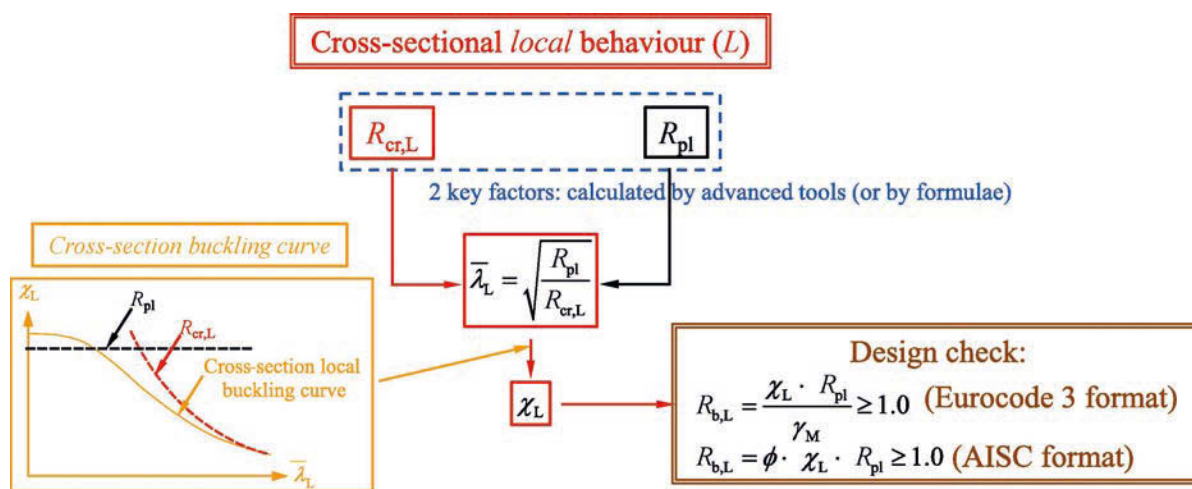 Cross-sectional local behaviour (L)
R_cr,L
R_pl
2 key factors: calculated by advanced tools (or by formulae)
Cross-section buckling curve
λ̅_L = √(R_pl / R_cr,L)
χ_L
R_pl
R_cr,L
Cross-section local
buckling curve
λ̅_L
χ_L
Design check:
R_b,L = (χ_L · R_pl) / γ_M ≥ 1.0 (Eurocode 3 format)
R_b,L = ϕ · χ_L · R_pl ≥ 1.0 (AISC format)